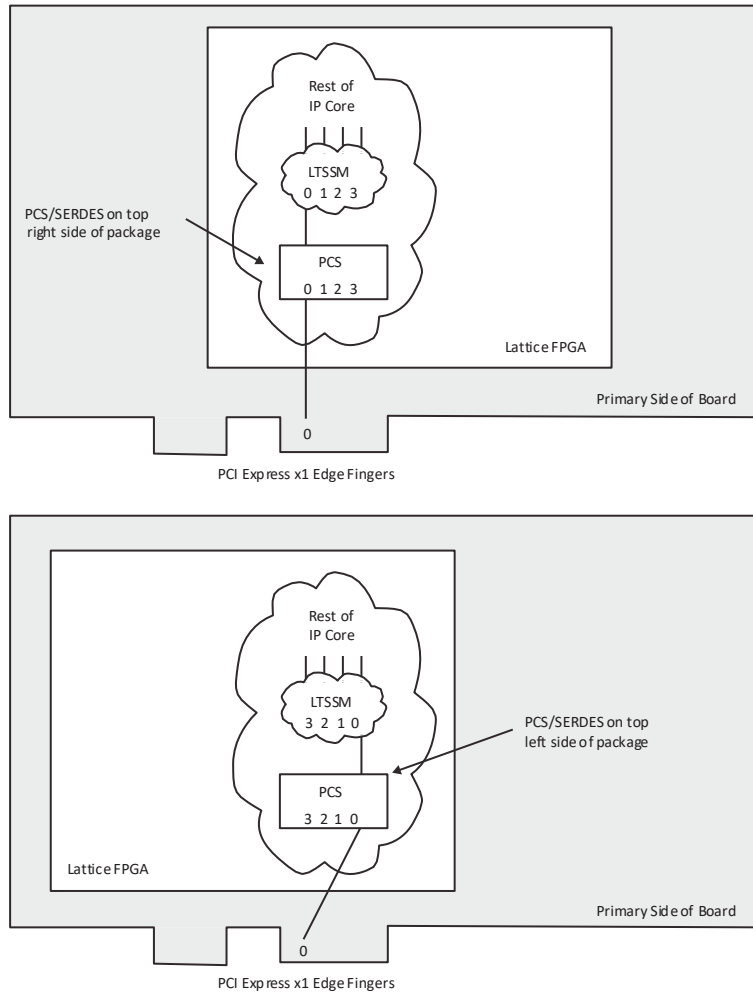 Rest of
IP Core
LTSSM
0 1 2 3
PCS/SERDES on top
right side of package
PCS
0 1 2 3
Lattice FPGA
Primary Side of Board
0
PCI Express x1 Edge Fingers
Rest of
IP Core
LTSSM
3 2 1 0
PCS/SERDES on top
left side of package
PCS
3 2 1 0
Lattice FPGA
Primary Side of Board
0
PCI Express x1 Edge Fingers